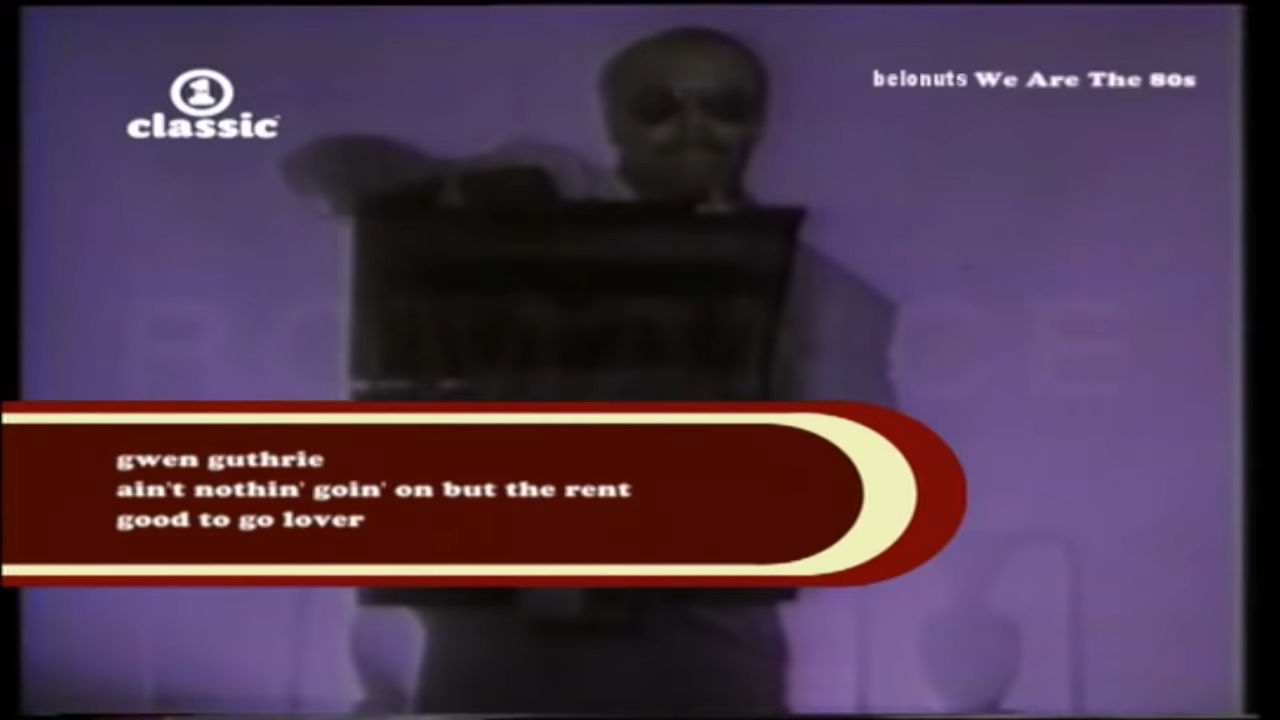 1
classic
belonuts We Are The 80s
gwen guthrie
ain't nothin' goin' on but the rent
good to go lover